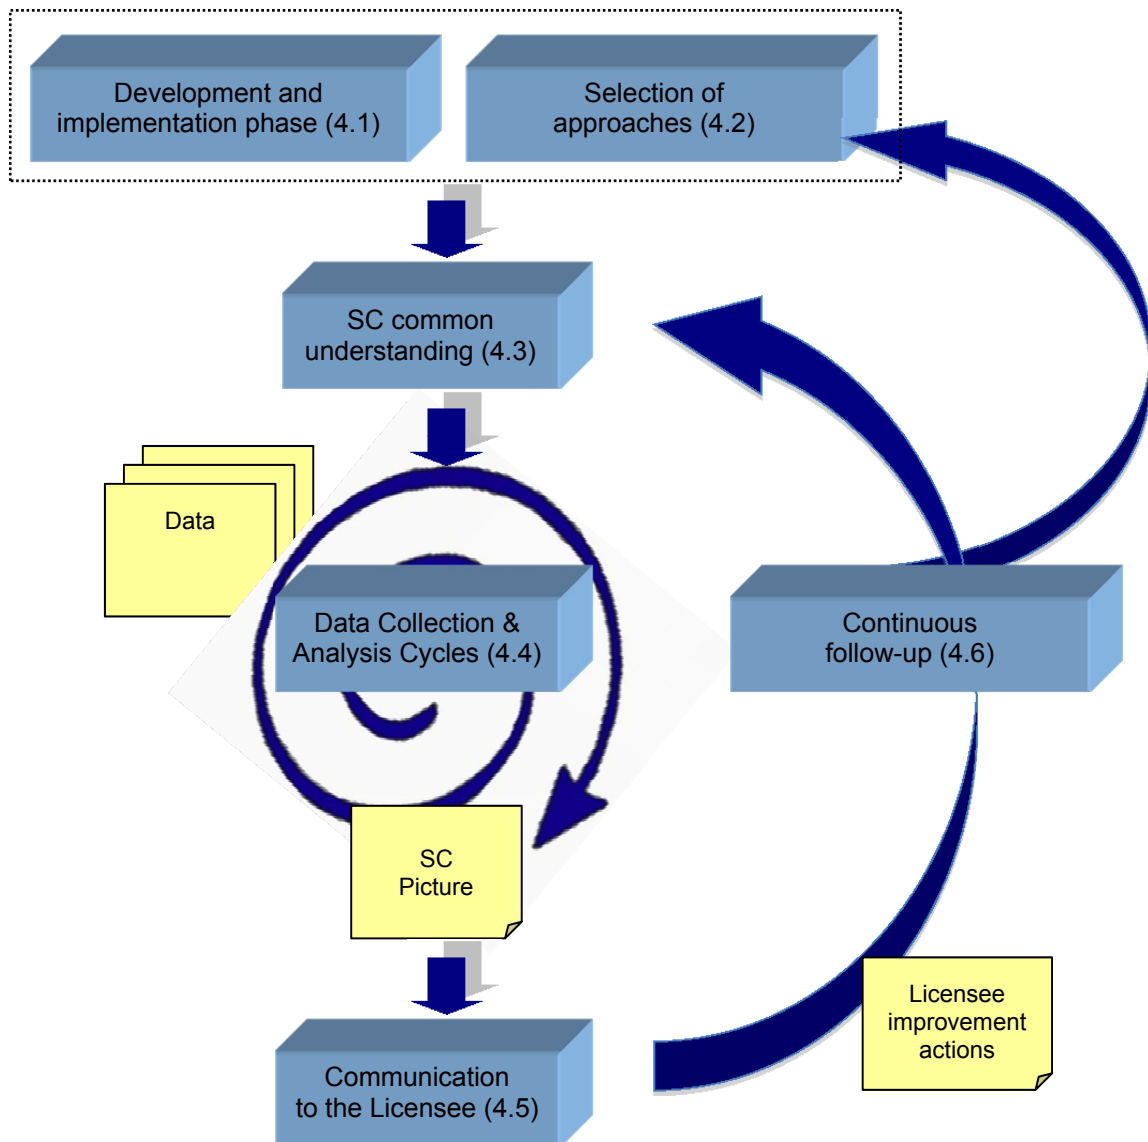 Development and
implementation phase (4.1)
Selection of
approaches (4.2)
SC common
understanding (4.3)
Data
Data Collection &
Analysis Cycles (4.4)
Continuous
follow-up (4.6)
SC
Picture
Licensee
improvement
actions
Communication
to the Licensee (4.5)